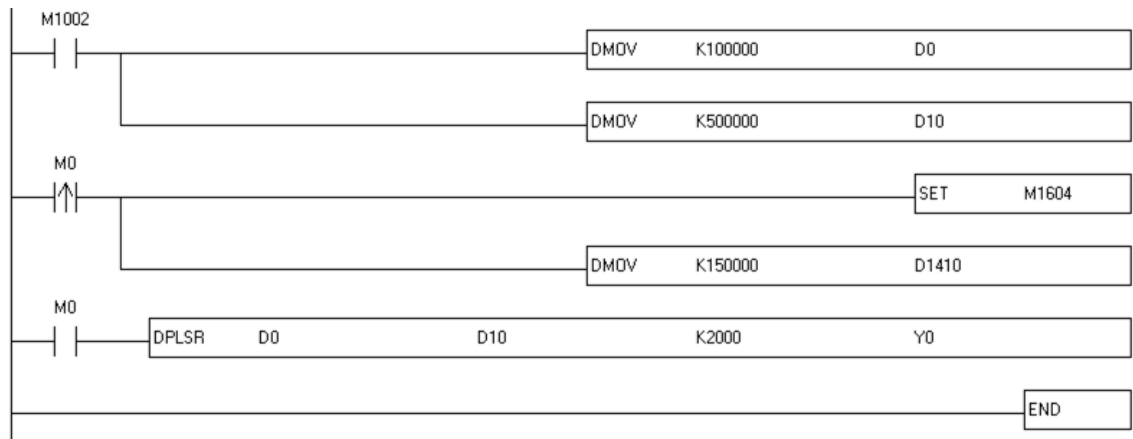 M1002
DMOV K100000 D0
DMOV K500000 D10
M0
SET M1604
DMOV K150000 D1410
M0
DPLSR D0 D10 K2000 Y0
END